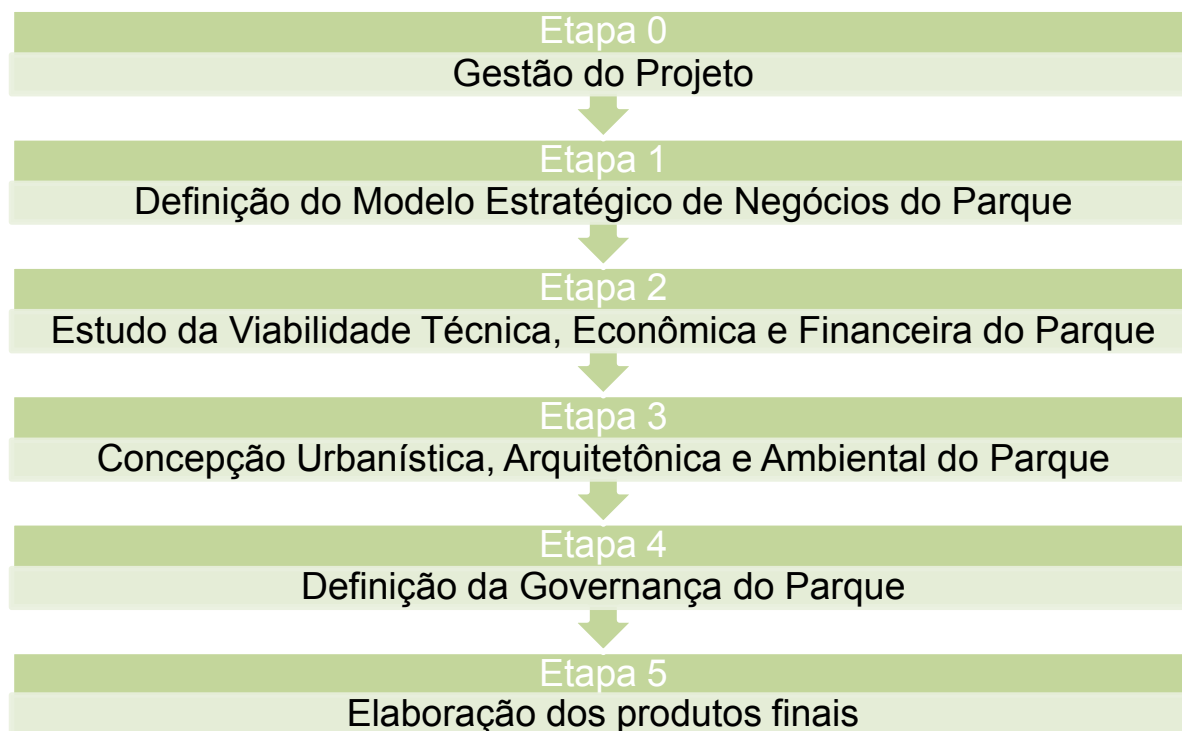 Etapa 0
Gestão do Projeto
Etapa 1
Definição do Modelo Estratégico de Negócios do Parque
Etapa 2
Estudo da Viabilidade Técnica, Econômica e Financeira do Parque
Etapa 3
Concepção Urbanística, Arquitetônica e Ambiental do Parque
Etapa 4
Definição da Governança do Parque
Etapa 5
Elaboração dos produtos finais